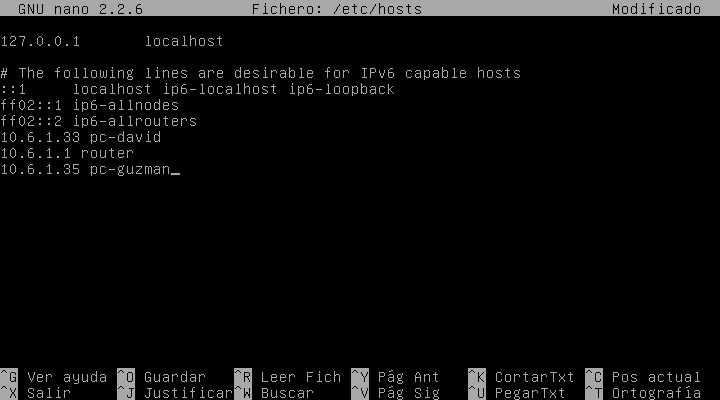 GNU nano 2.2.6 Fichero: /etc/hosts Modificado
127.0.0.1 localhost
# The following lines are desirable for IPv6 capable hosts
::1 localhost ip6-localhost ip6-loopback
ff02::1 ip6-allnodes
ff02::2 ip6-allrouters
10.6.1.33 pc-david
10.6.1.1 router
10.6.1.35 pc-guzman
^G Ver ayuda ^O Guardar ^R Leer Fich ^Y Pág Ant ^K CortarTxt ^C Pos actual
^X Salir ^J Justificar ^W Buscar ^V Pág Sig ^U PegarTxt ^T Ortografía